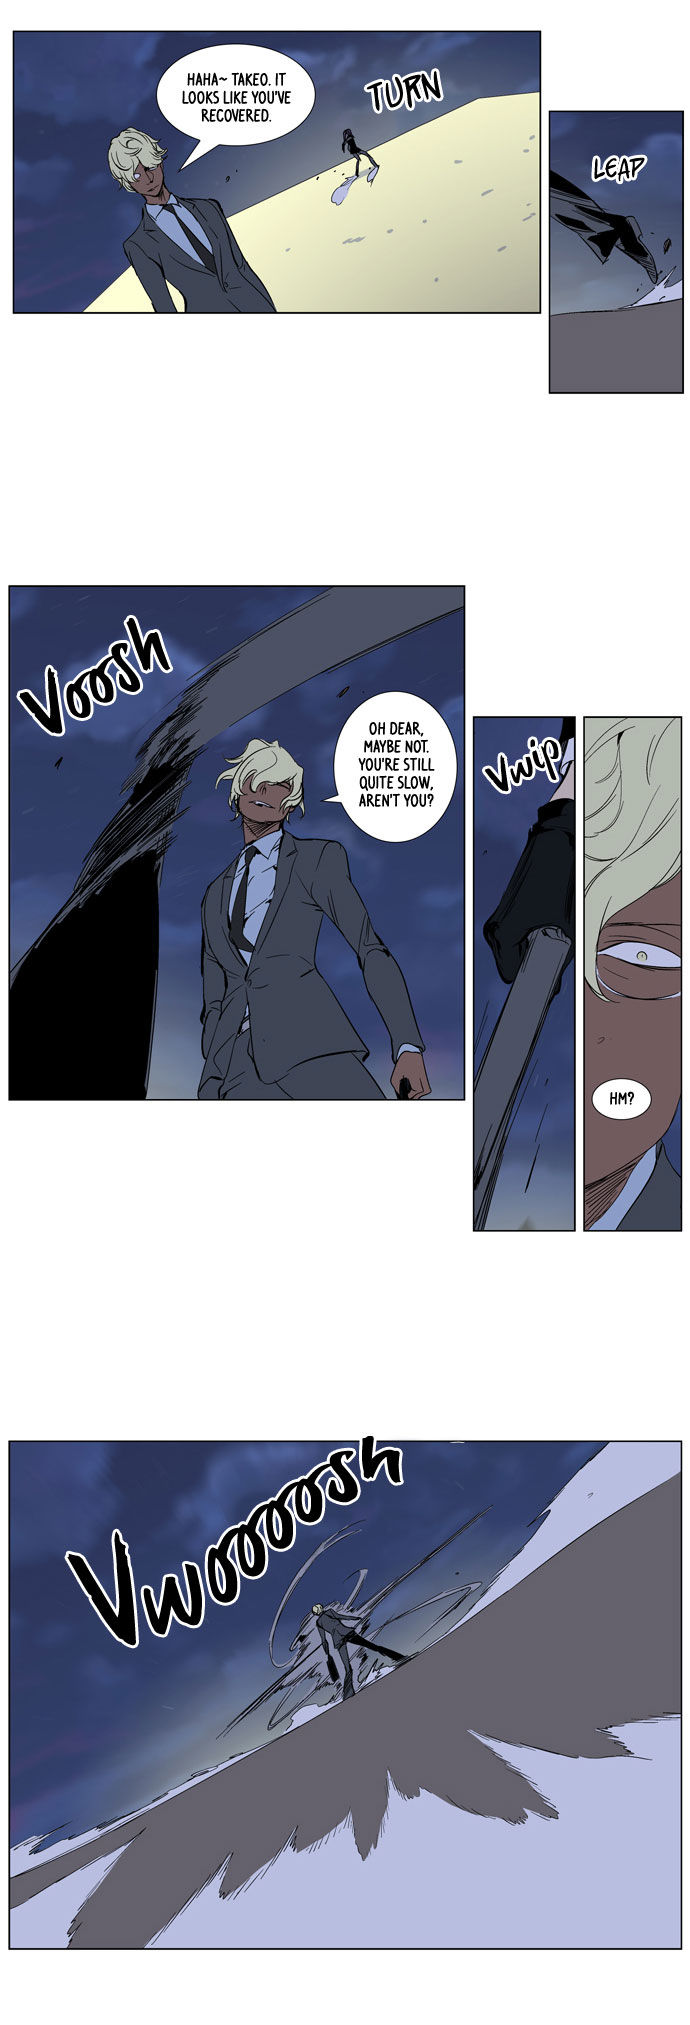 HAHA~ TAKEO. IT
LOOKS LIKE YOU'VE
RECOVERED.
TURN
LEAP
VOOSH
OH DEAR,
MAYBE NOT.
YOU'RE STILL
QUITE SLOW,
AREN'T YOU?
VWIP
HM?
VWOOOOOSH